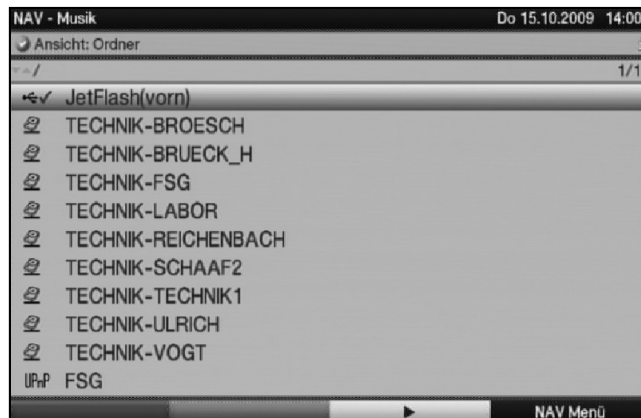 NAV - Musik Do 15.10.2009 14:00
Ansicht: Ordner
/ 1/1
JetFlash(vorn)
TECHNIK-BROESCH
TECHNIK-BRUECK_H
TECHNIK-FSG
TECHNIK-LABOR
TECHNIK-REICHENBACH
TECHNIK-SCHAAF2
TECHNIK-TECHNIK1
TECHNIK-ULRICH
TECHNIK-VOGT
UPnP FSG
NAV Menü